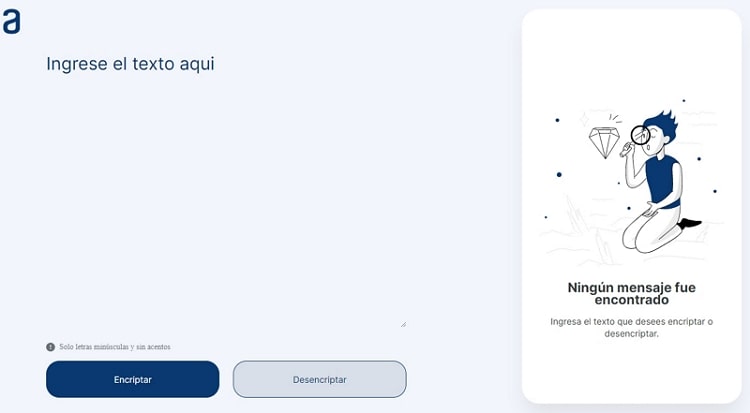 a
Ingrese el texto aqui
Solo letras minúsculas y sin acentos
Encriptar
Desencriptar
Ningún mensaje fue
encontrado
Ingresa el texto que desees encriptar o
desencriptar.